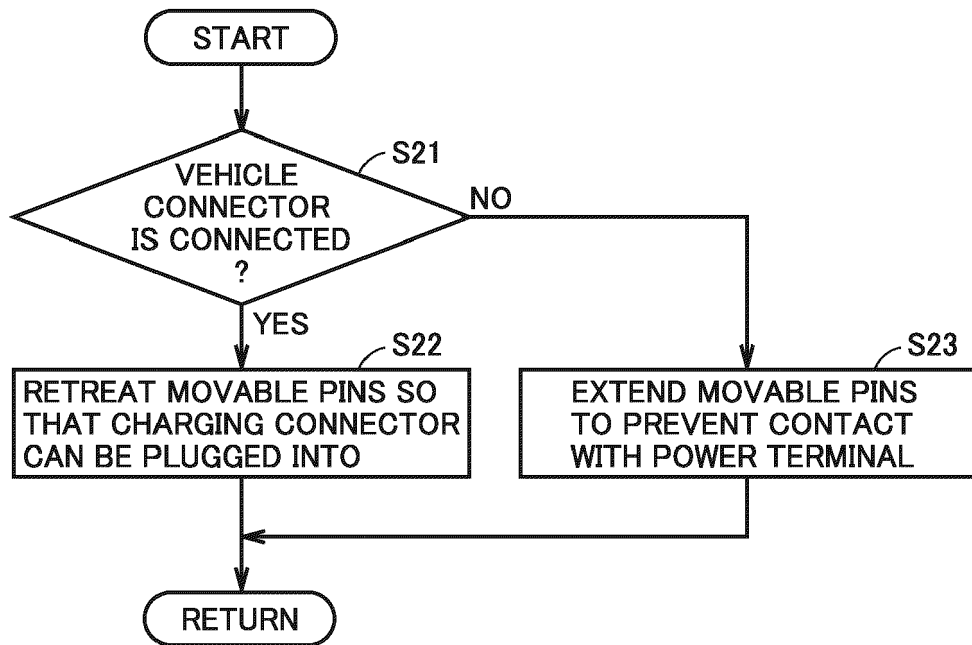 START
S21
VEHICLE
CONNECTOR
IS CONNECTED
?
NO
YES
S22
RETREAT MOVABLE PINS SO
THAT CHARGING CONNECTOR
CAN BE PLUGGED INTO
S23
EXTEND MOVABLE PINS
TO PREVENT CONTACT
WITH POWER TERMINAL
RETURN